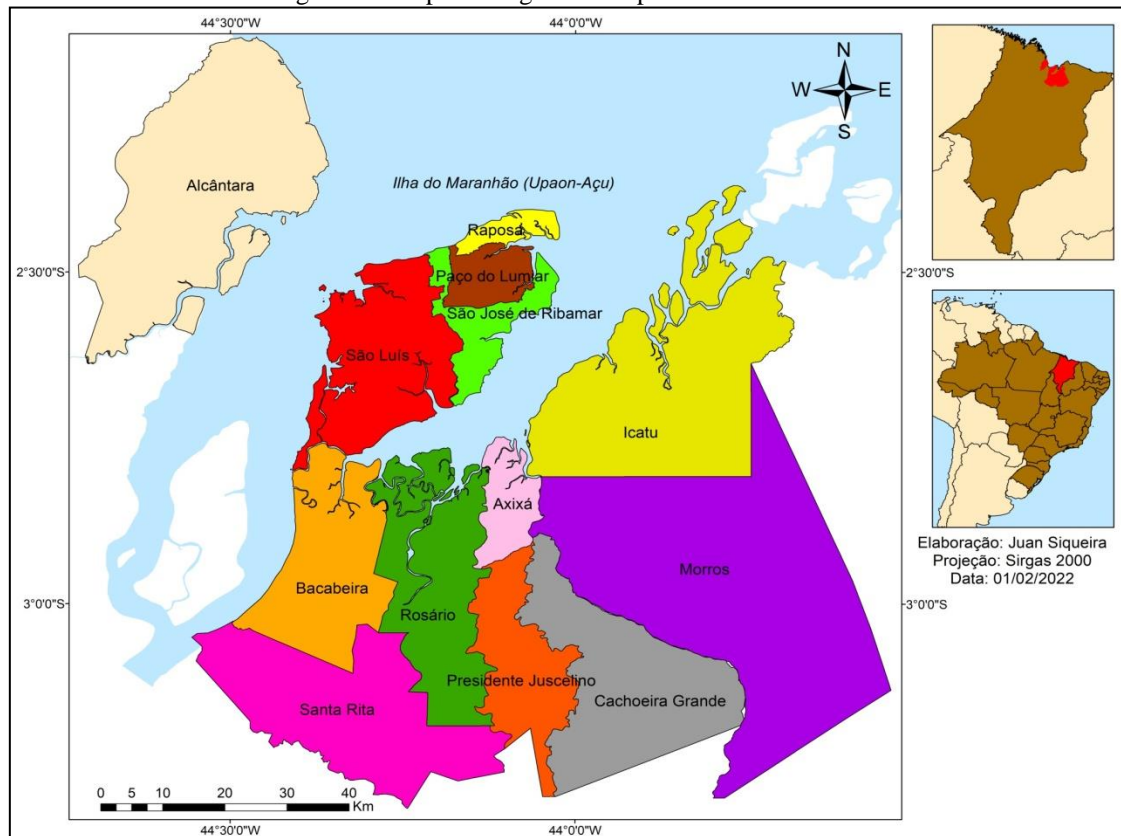 44°30'0"W 44°0'0"W
N
W E
S
Alcântara
Ilha do Maranhão (Upaon-Açu)
Raposa
2°30'0"S 2°30'0"S
Paço do Lumiar
São José de Ribamar
São Luís
Icatu
Axixá
Elaboração: Juan Siqueira
Projeção: Sirgas 2000
Data: 01/02/2022
Morros
Bacabeira
3°0'0"S 3°0'0"S
Rosário
Presidente Juscelino
Santa Rita
Cachoeira Grande
0 5 10 20 30 40
Km
44°30'0"W 44°0'0"W